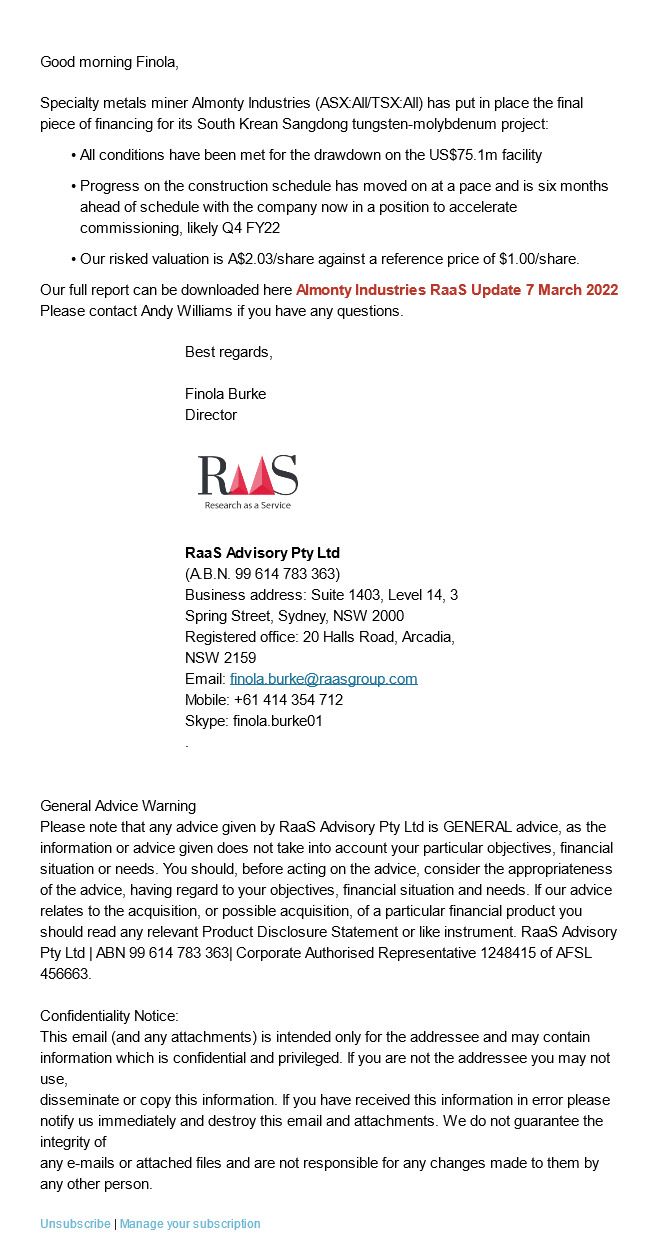 Good morning Finola,
Specialty metals miner Almonty Industries (ASX:AII/TSX:AII) has put in place the final
piece of financing for its South Krean Sangdong tungsten-molybdenum project:
• All conditions have been met for the drawdown on the US$75.1m facility
• Progress on the construction schedule has moved on at a pace and is six months
ahead of schedule with the company now in a position to accelerate
commissioning, likely Q4 FY22
• Our risked valuation is A$2.03/share against a reference price of $1.00/share.
Our full report can be downloaded here Almonty Industries RaaS Update 7 March 2022
Please contact Andy Williams if you have any questions.
Best regards,
Finola Burke
Director
RaaS
Research as a Service
RaaS Advisory Pty Ltd
(A.B.N. 99 614 783 363)
Business address: Suite 1403, Level 14, 3
Spring Street, Sydney, NSW 2000
Registered office: 20 Halls Road, Arcadia,
NSW 2159
Email: finola.burke@raasgroup.com
Mobile: +61 414 354 712
Skype: finola.burke01
.
General Advice Warning
Please note that any advice given by RaaS Advisory Pty Ltd is GENERAL advice, as the
information or advice given does not take into account your particular objectives, financial
situation or needs. You should, before acting on the advice, consider the appropriateness
of the advice, having regard to your objectives, financial situation and needs. If our advice
relates to the acquisition, or possible acquisition, of a particular financial product you
should read any relevant Product Disclosure Statement or like instrument. RaaS Advisory
Pty Ltd | ABN 99 614 783 363| Corporate Authorised Representative 1248415 of AFSL
456663.
Confidentiality Notice:
This email (and any attachments) is intended only for the addressee and may contain
information which is confidential and privileged. If you are not the addressee you may not
use,
disseminate or copy this information. If you have received this information in error please
notify us immediately and destroy this email and attachments. We do not guarantee the
integrity of
any e-mails or attached files and are not responsible for any changes made to them by
any other person.
Unsubscribe | Manage your subscription